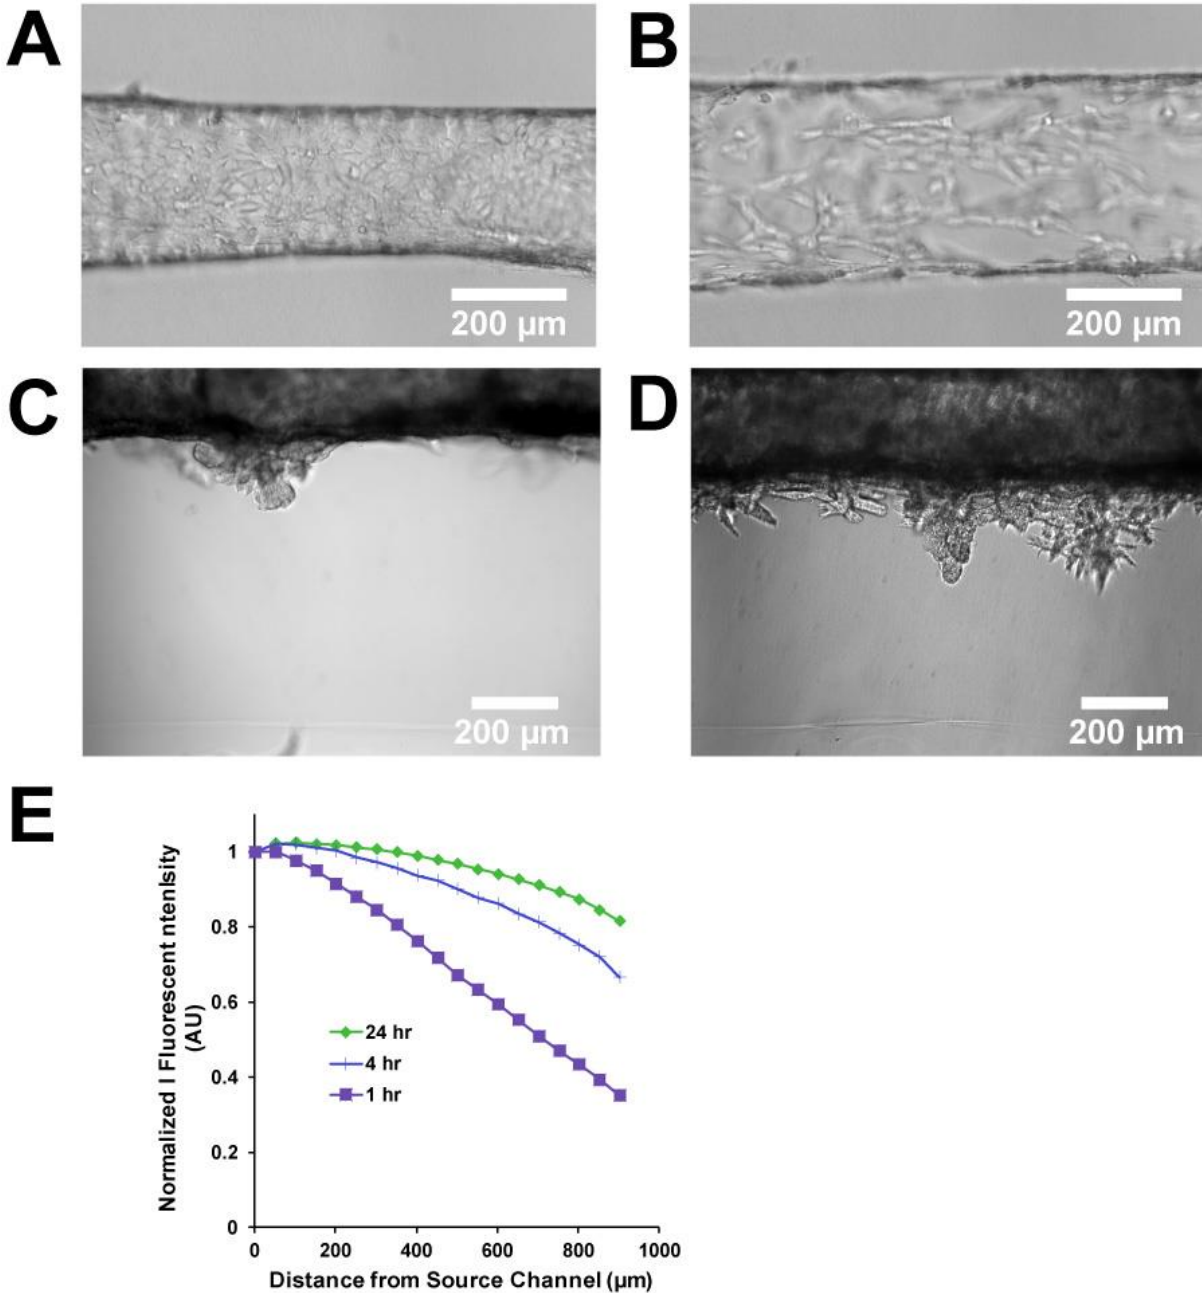 A
B
200 µm
200 µm
C
D
200 µm
200 µm
E
Normalized I Fluorescent ntenlsity
(AU)
1
0.8
0.6
0.4
0.2
0
24 hr
4 hr
1 hr
0 200 400 600 800 1000
Distance from Source Channel (µm)